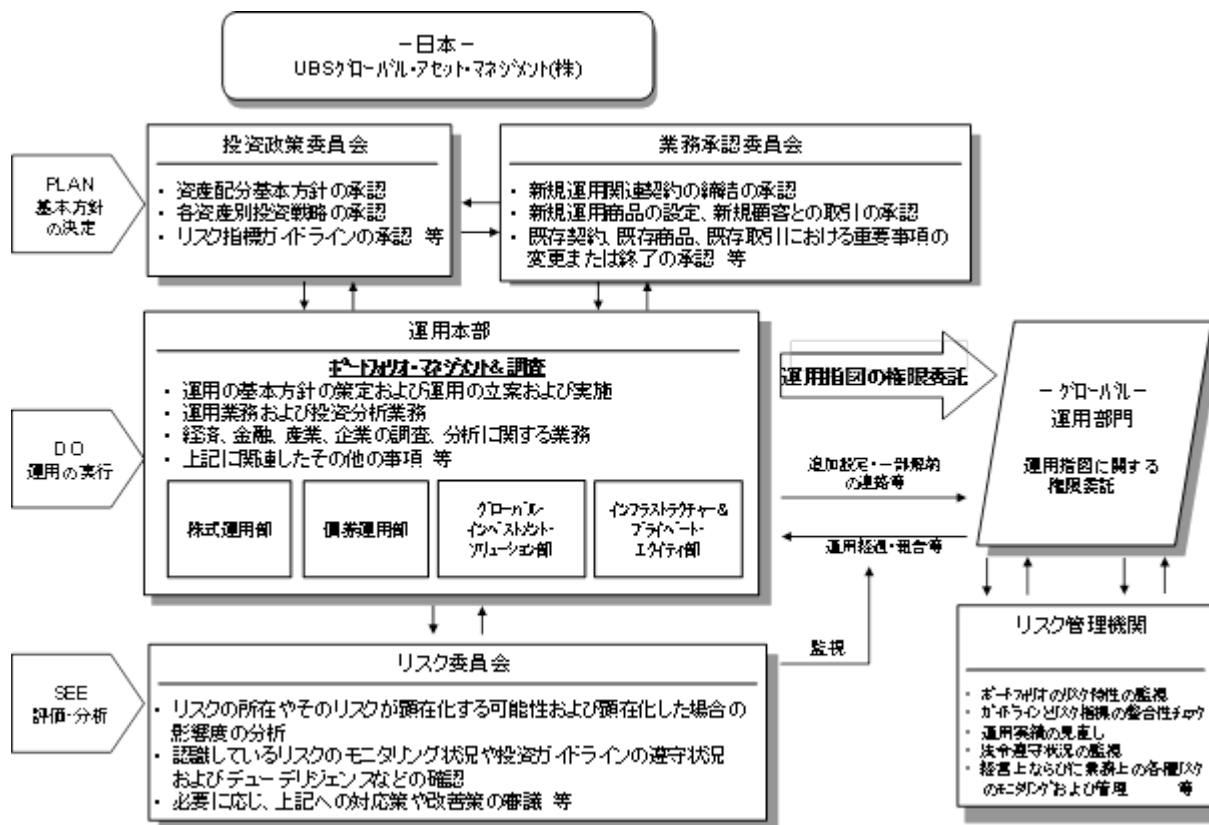 －日本－
UBSｸﾞﾛｰﾊﾞﾙ･ｱｾｯﾄ･ﾏﾈｼﾞﾒﾝﾄ(株)
PLAN
基本方針
の決定
投資政策委員会
・ 資産配分基本方針の承認
・ 各資産別投資戦略の承認
・ リスク指標ガイドラインの承認 等
業務承認委員会
・ 新規運用関連契約の締結の承認
・ 新規運用商品の設定、新規顧客との取引の承認
・ 既存契約、既存商品、既存取引における重要事項の
変更または終了の承認 等
DO
運用の実行
運用本部
ﾎﾟｰﾄﾌｫﾘｵ･ﾏﾈｼﾞﾒﾝﾄ&調査
・ 運用の基本方針の策定および運用の立案および実施
・ 運用業務および投資分析業務
・ 経済、金融、産業、企業の調査、分析に関する業務
・ 上記に関連したその他の事項 等
株式運用部
債券運用部
ｸﾞﾛｰﾊﾞﾙ･
ｲﾝﾍﾞｽﾄﾒﾝﾄ･
ｿﾘｭｰｼｮﾝ部
ｲﾝﾌﾗｽﾄﾗｸﾁｬｰ&
ﾌﾟﾗｲﾍﾞｰﾄ･
ｴｸｲﾃｨ部
運用指図の権限委託
追加設定・一部解約
の連絡等
運用経過・報告等
－ｸﾞﾛｰﾊﾞﾙ－
運用部門
運用指図に関する
権限委託
SEE
評価･分析
リスク委員会
・ リスクの所在やそのリスクが顕在化する可能性および顕在化した場合の
影響度の分析
・ 認識しているリスクのモニタリング状況や投資ガイドラインの遵守状況
およびデューデリジェンスなどの確認
・ 必要に応じ、上記への対応策や改善策の審議 等
監視
リスク管理機関
・ ﾎﾟｰﾄﾌｫﾘｵのﾘｽｸ特性の監視
・ ｶﾞｲﾄﾞﾗｲﾝとﾘｽｸ指標の整合性ﾁｪｯｸ
・ 運用実績の見直し
・ 法令遵守状況の監視
・ 経営上ならびに業務上の各種ﾘｽｸ
のﾓﾆﾀﾘﾝｸﾞおよび管理 等